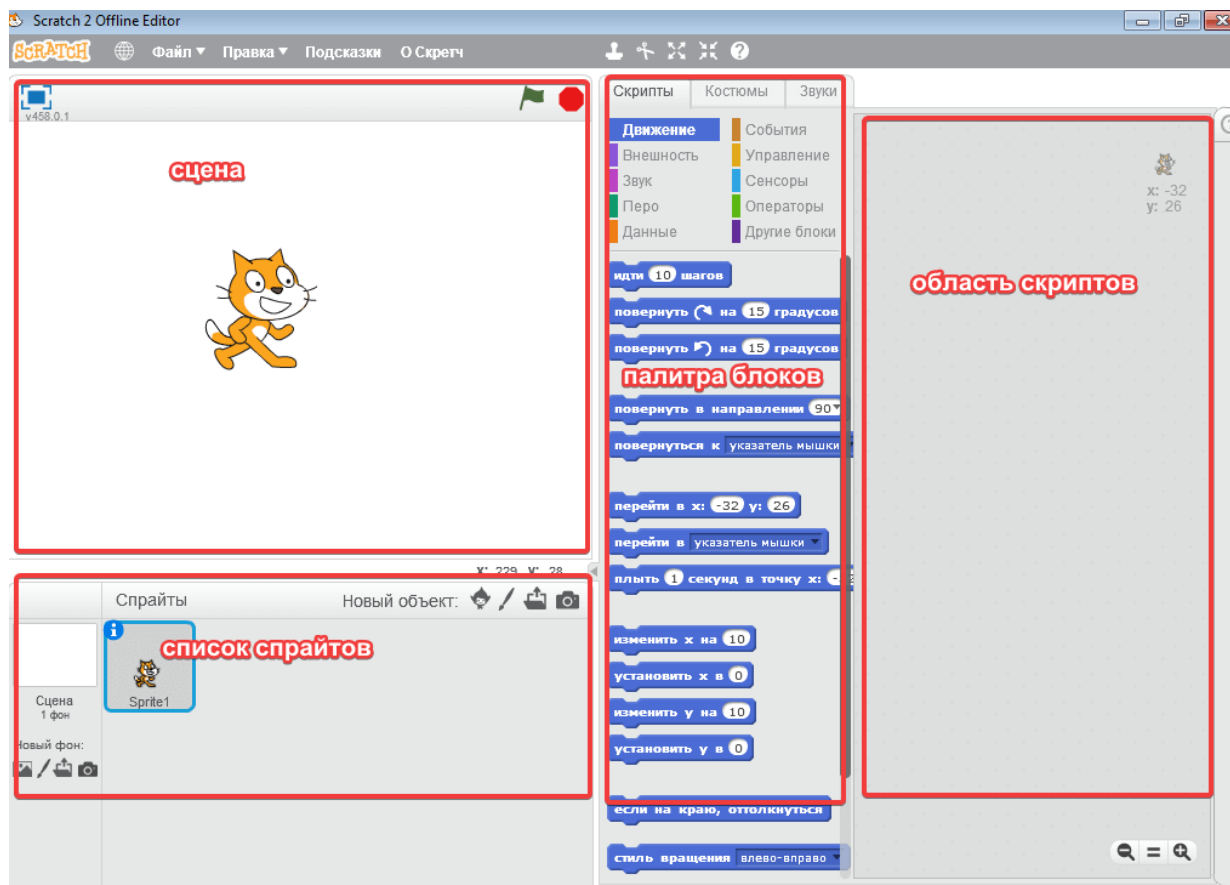 Scratch 2 Offline Editor
SCRATCH Файл Правка Подсказки О Скретч
v458.0.1
сцена
x: 229 y: 28
Спрайты Новый объект:
список спрайтов
Sprite1
Сцена
1 фон
Новый фон:
Скрипты Костюмы Звуки
Движение События
Внешность Управление
Звук Сенсоры
Перо Операторы
Данные Другие блоки
идти 10 шагов
повернуть на 15 градусов
повернуть на 15 градусов
палитра блоков
повернуть в направлении 90
повернуться к указатель мышки
перейти в x: -32 y: 26
перейти в указатель мышки
плыть 1 секунд в точку x:
изменить x на 10
установить x в 0
изменить y на 10
установить y в 0
если на краю, оттолкнуться
стиль вращения влево-вправо
x: -32
y: 26
область скриптов